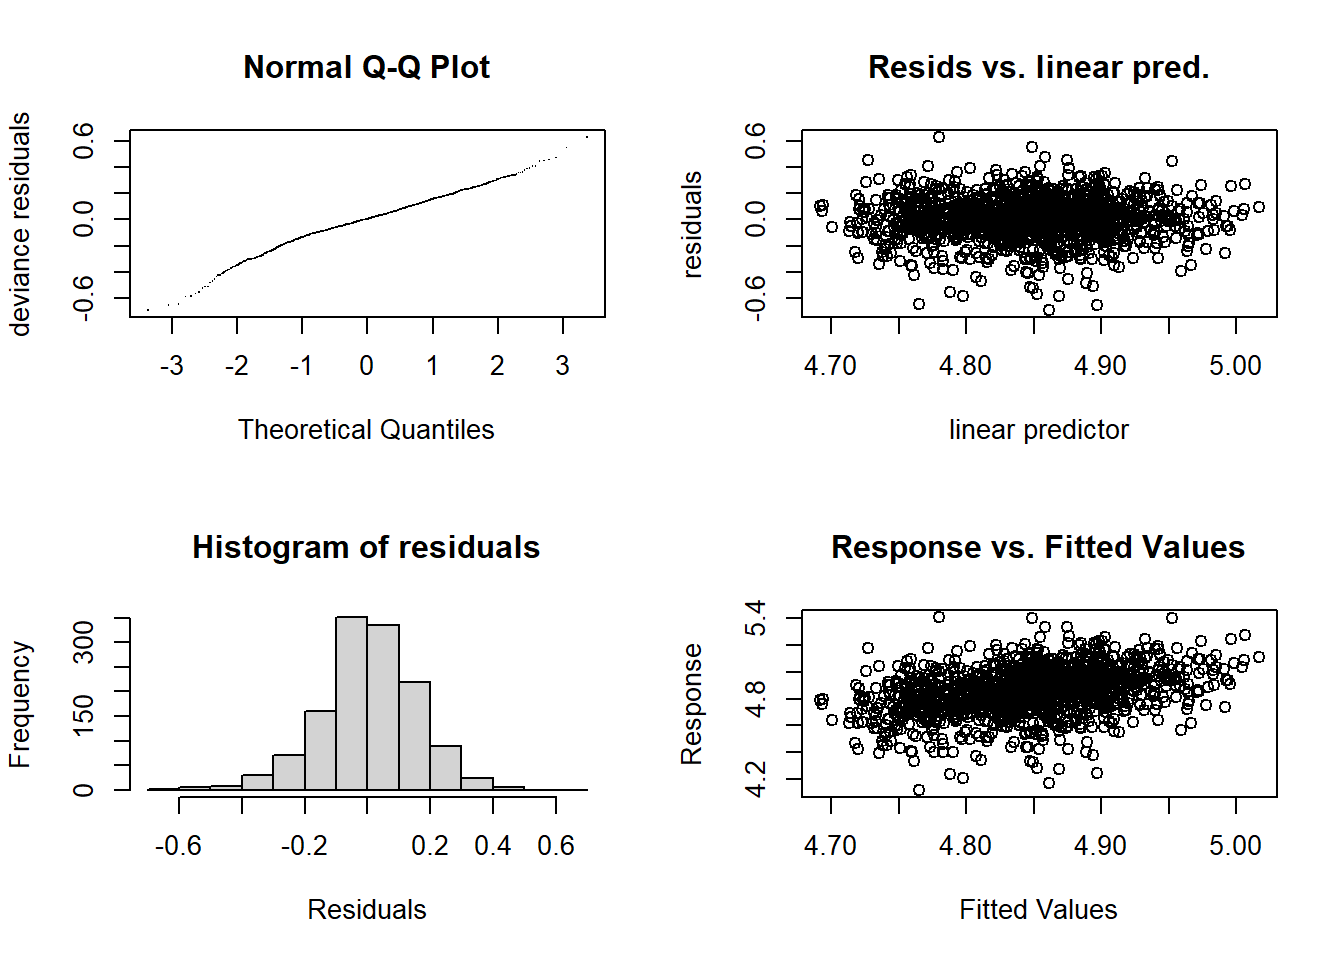 Normal Q-Q Plot
deviance residuals
-0.6 0.0 0.6
-3 -2 -1 0 1 2 3
Theoretical Quantiles
Resids vs. linear pred.
residuals
-0.6 0.0 0.6
4.70 4.80 4.90 5.00
linear predictor
Histogram of residuals
Frequency
0 150 300
-0.6 -0.2 0.2 0.4 0.6
Residuals
Response vs. Fitted Values
Response
4.2 4.8 5.4
4.70 4.80 4.90 5.00
Fitted Values